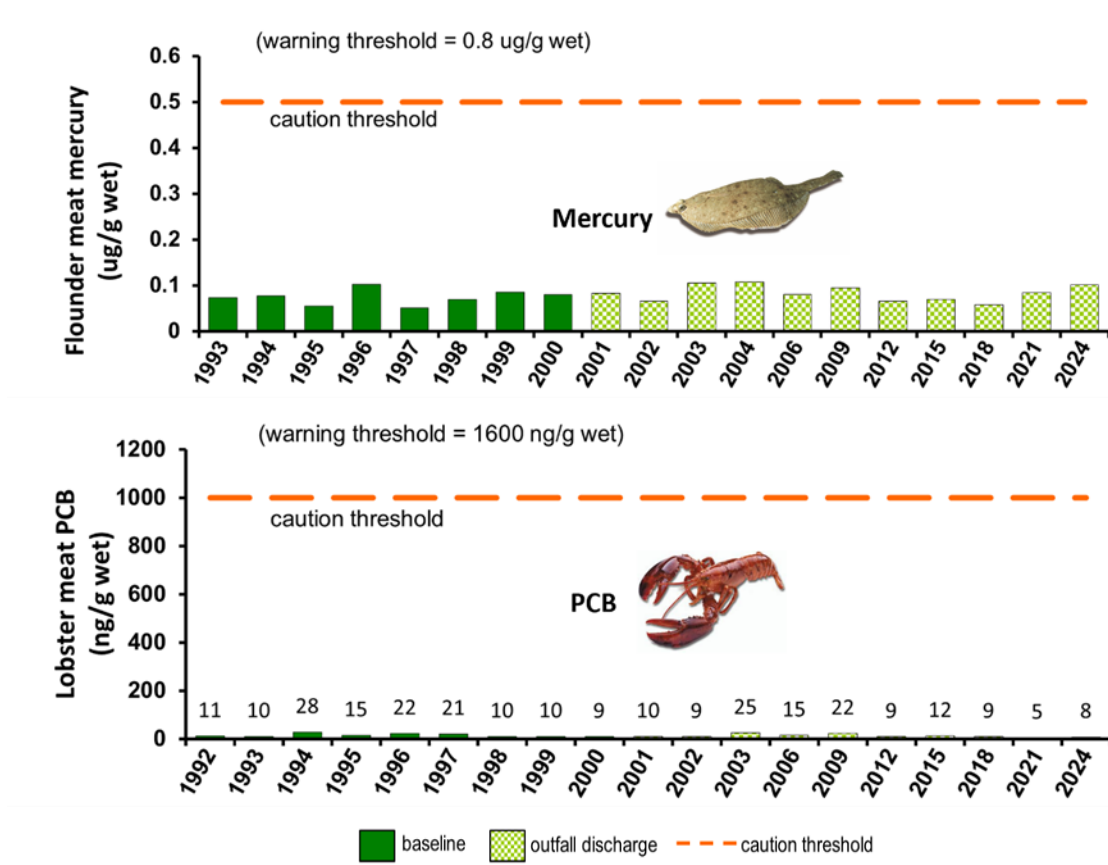 (warning threshold = 0.8 ug/g wet)
Flounder meat mercury
(ug/g wet)
0.6
0.5
0.4
0.3
0.2
0.1
0
caution threshold
Mercury
1993 1994 1995 1996 1997 1998 1999 2000 2001 2002 2003 2004 2006 2009 2012 2015 2018 2021 2024
(warning threshold = 1600 ng/g wet)
Lobster meat PCB
(ng/g wet)
1200
1000
800
600
400
200
0
caution threshold
PCB
11 10 28 15 22 21 10 10 9 10 9 25 15 22 9 12 9 5 8
1992 1993 1994 1995 1996 1997 1998 1999 2000 2001 2002 2003 2006 2009 2012 2015 2018 2021 2024
baseline outfall discharge caution threshold